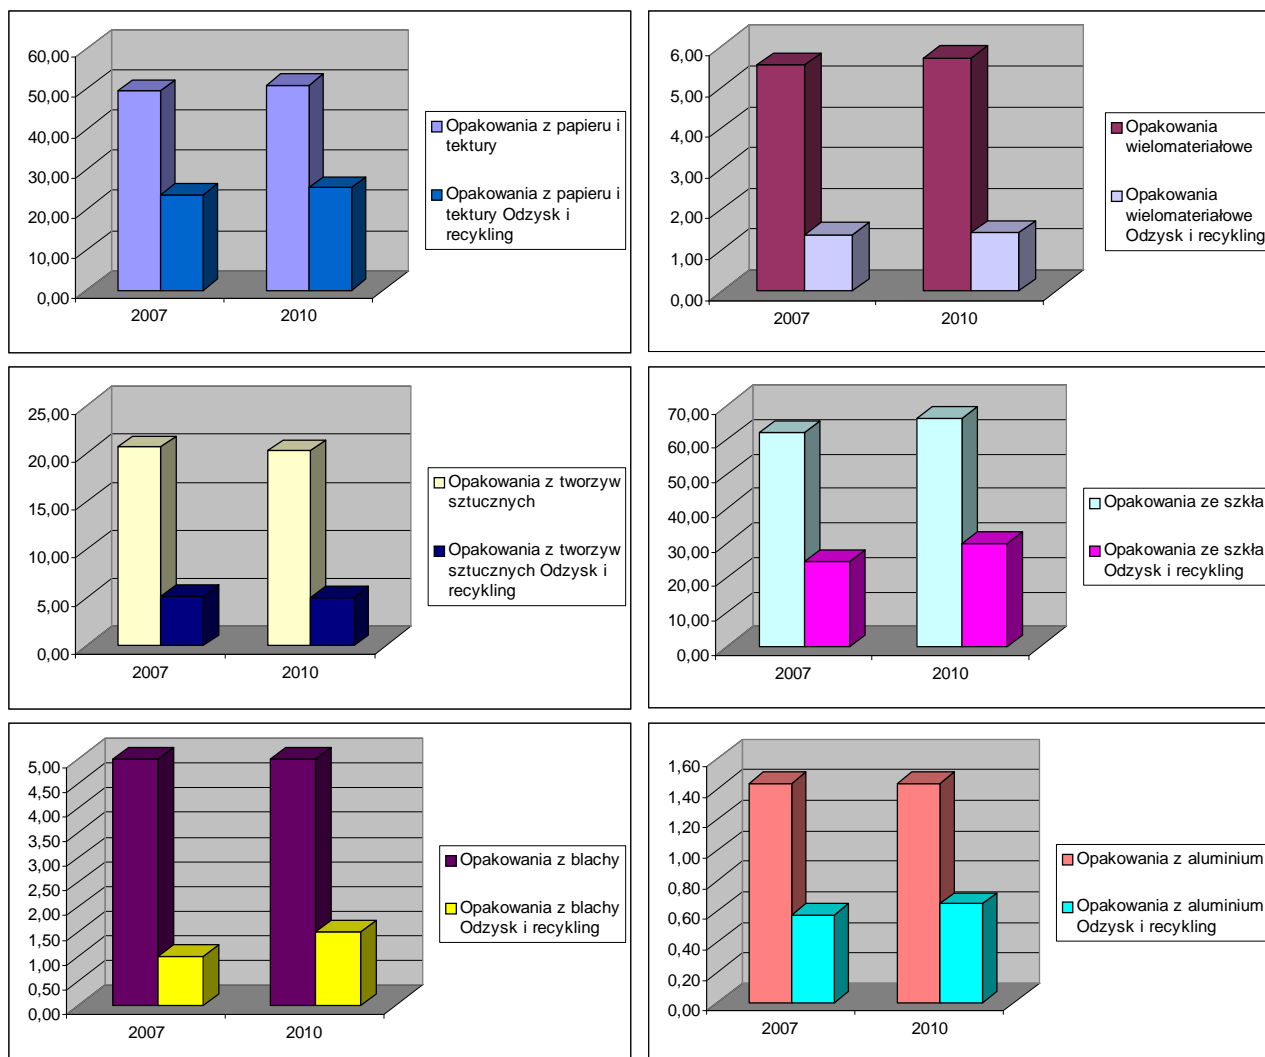 60,00
50,00
40,00
30,00
20,00
10,00
0,00
2007
2010
Opakowania z papieru i
tektury
Opakowania z papieru i
tektury Odzysk i
recykling
6,00
5,00
4,00
3,00
2,00
1,00
0,00
2007
2010
Opakowania
wielomateriałowe
Opakowania
wielomateriałowe
Odzysk i recykling
25,00
20,00
15,00
10,00
5,00
0,00
2007
2010
Opakowania z tworzyw
sztucznych
Opakowania z tworzyw
sztucznych Odzysk i
recykling
70,00
60,00
50,00
40,00
30,00
20,00
10,00
0,00
2007
2010
Opakowania ze szkła
Opakowania ze szkła
Odzysk i recykling
5,00
4,50
4,00
3,50
3,00
2,50
2,00
1,50
1,00
0,50
0,00
2007
2010
Opakowania z blachy
Opakowania z blachy
Odzysk i recykling
1,60
1,40
1,20
1,00
0,80
0,60
0,40
0,20
0,00
2007
2010
Opakowania z aluminium
Opakowania z aluminium
Odzysk i recykling